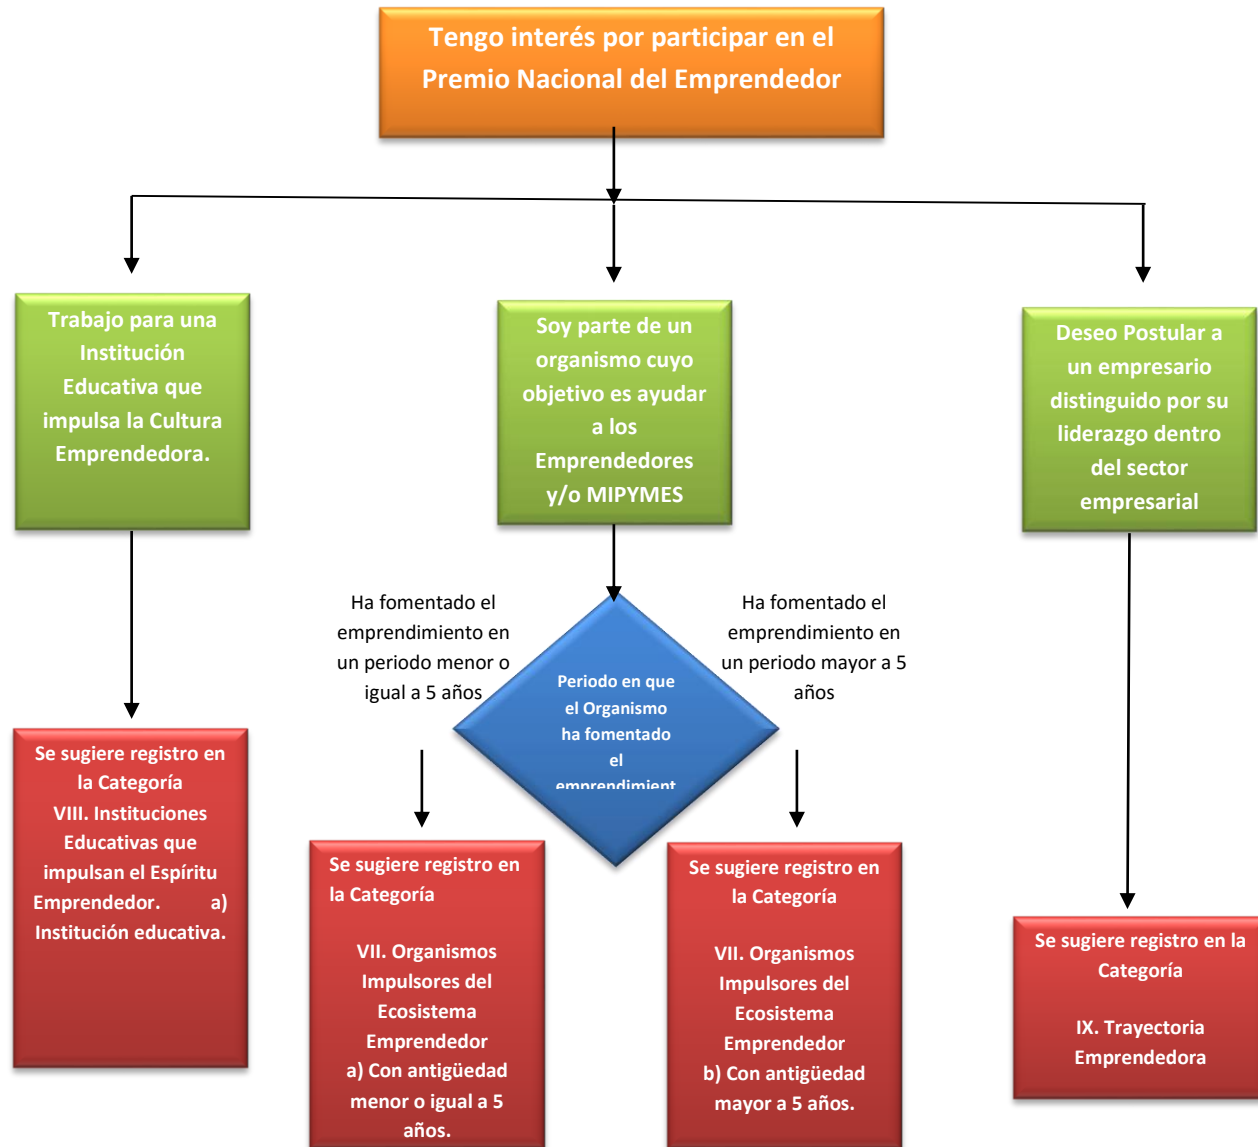 Tengo interés por participar en el
Premio Nacional del Emprendedor
Trabajo para una
Institución
Educativa que
impulsa la Cultura
Emprendedora.
Soy parte de un
organismo cuyo
objetivo es ayudar
a los
Emprendedores
y/o MIPYMES
Deseo Postular a
un empresario
distinguido por su
liderazgo dentro
del sector
empresarial
Ha fomentado el
emprendimiento en
un periodo menor o
igual a 5 años
Periodo en que
el Organismo
ha fomentado
el
emprendimient
Ha fomentado el
emprendimiento en
un periodo mayor a 5
años
Se sugiere registro en
la Categoría
VIII. Instituciones
Educativas que
impulsan el Espíritu
Emprendedor. a)
Institución educativa.
Se sugiere registro en
la Categoría
VII. Organismos
Impulsores del
Ecosistema
Emprendedor
a) Con antigüedad
menor o igual a 5
años.
Se sugiere registro en
la Categoría
VII. Organismos
Impulsores del
Ecosistema
Emprendedor
b) Con antigüedad
mayor a 5 años.
Se sugiere registro en la
Categoría
IX. Trayectoria
Emprendedora